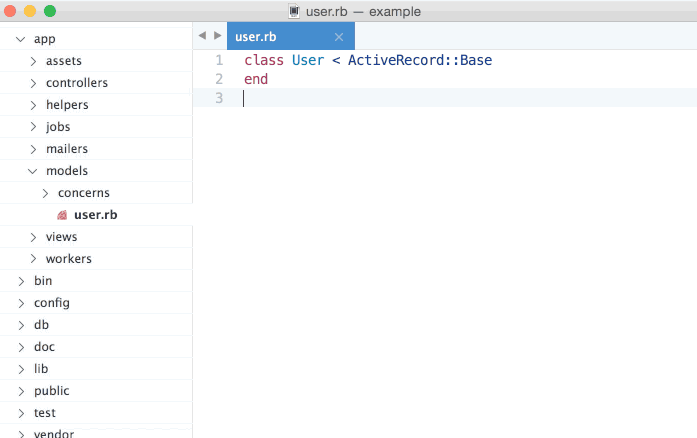 user.rb — example
app
assets
controllers
helpers
jobs
mailers
models
concerns
user.rb
views
workers
bin
config
db
doc
lib
public
test
vendor
user.rb
1 class User < ActiveRecord::Base
2 end
3